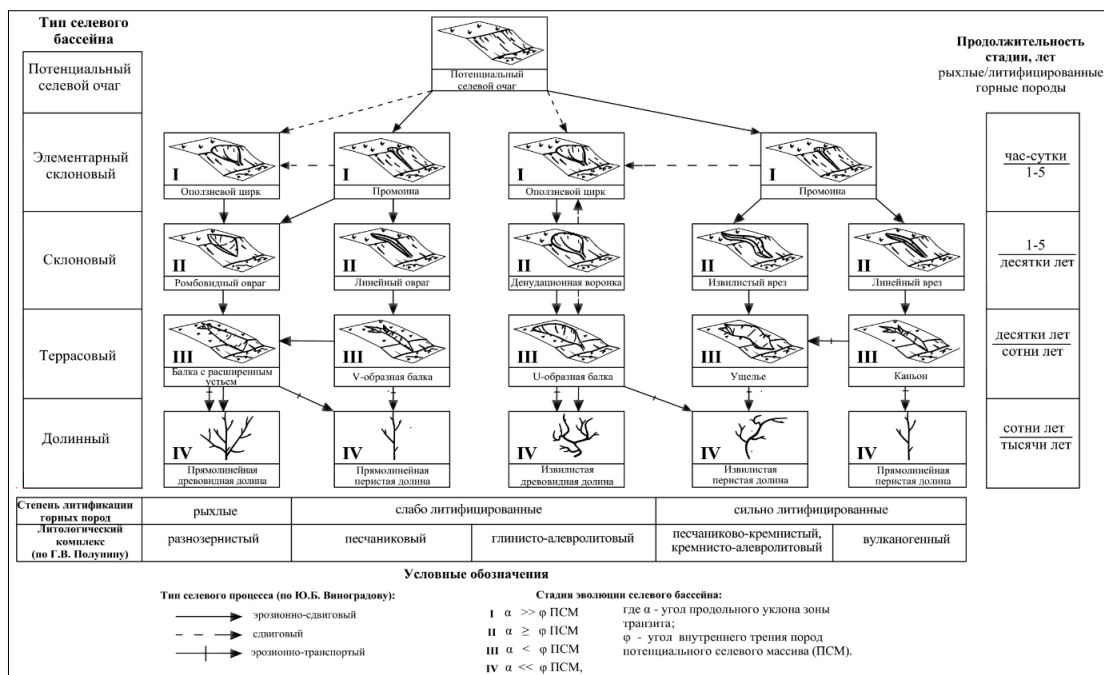 Тип селевого
бассейна
Потенциальный
селевой очаг
Элементарный
склоновый
Склоновый
Террасовый
Долинный
Потенциальный
селевой очаг
I
Оползневой цирк
I
Промоина
I
Оползневой цирк
I
Промоина
II
Ромбовидный овраг
II
Линейный овраг
II
Денудационная воронка
II
Извилистый врез
II
Линейный врез
III
Балка с расширенным
устьем
III
V-образная балка
III
U-образная балка
III
Ущелье
III
Каньон
IV
Прямолинейная
древовидная долина
IV
Прямолинейная
перистая долина
IV
Извилистая
древовидная долина
IV
Извилистая
перистая долина
IV
Прямолинейная
перистая долина
Продолжительность
стадии, лет
рыхлые/литифицированные
горные породы
час-сутки
1-5
1-5
десятки лет
десятки лет
сотни лет
сотни лет
тысячи лет
Степень литификации
горных пород
рыхлые
слабо литифицированные
сильно литифицированные
Литологический
комплекс
(по Г.В. Полунину)
разнозернистый
песчаниковый
глинисто-алевролитовый
песчаниково-кремнистый,
кремнисто-алевролитовый
вулканогенный
Условные обозначения
Тип селевого процесса (по Ю.Б. Виноградову):
эрозионно-сдвиговый
сдвиговый
эрозионно-транспортый
Стадия эволюции селевого бассейна:
I α >> φ ПСМ
II α ≥ φ ПСМ
III α < φ ПСМ
IV α << φ ПСМ,
где α - угол продольного уклона зоны
транзита;
φ - угол внутреннего трения пород
потенциального селевого массива (ПСМ).